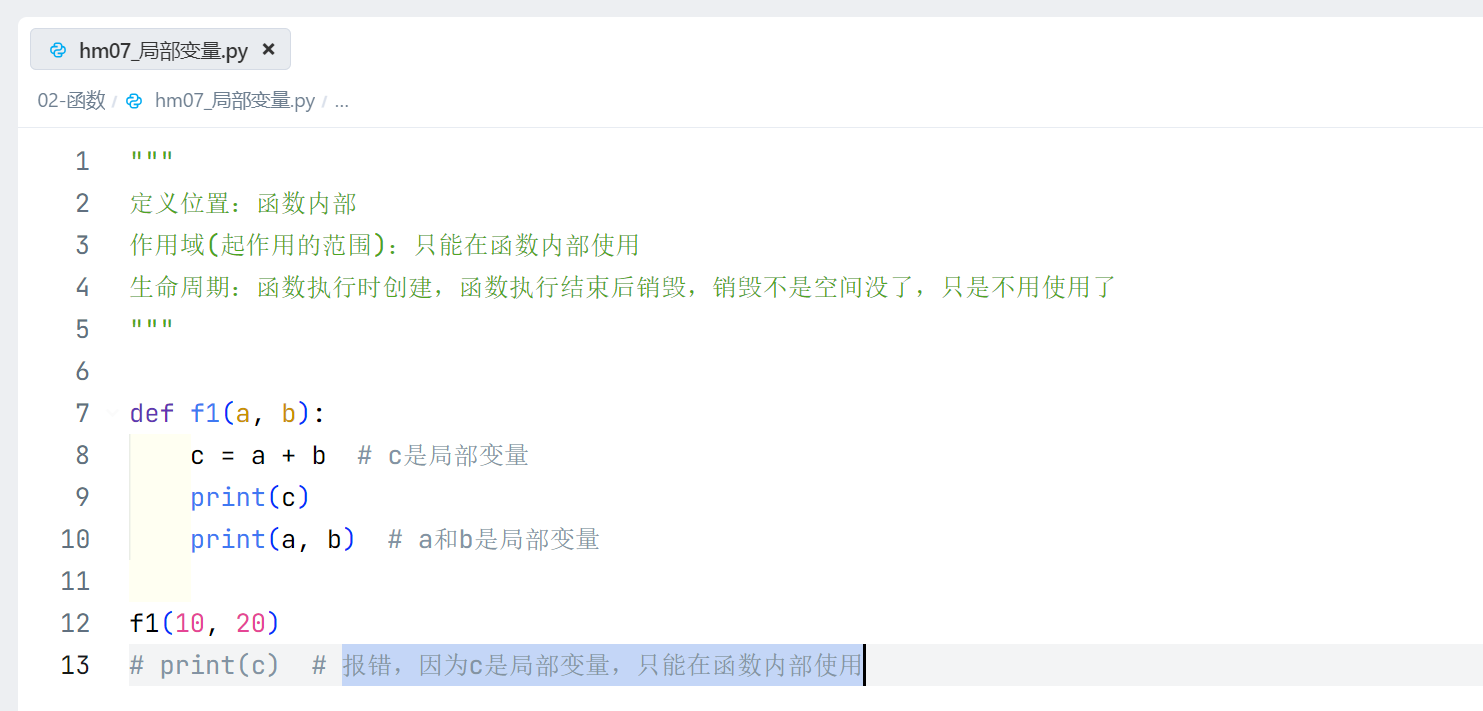 hm07_局部变量.py ×
02-函数 / hm07_局部变量.py / ...
1 """
2 定义位置：函数内部
3 作用域(起作用的范围)：只能在函数内部使用
4 生命周期：函数执行时创建，函数执行结束后销毁，销毁不是空间没了，只是不用使用了
5 """
6
7 def f1(a, b):
8     c = a + b  # c是局部变量
9     print(c)
10     print(a, b)  # a和b是局部变量
11
12 f1(10, 20)
13 # print(c)  # 报错，因为c是局部变量，只能在函数内部使用